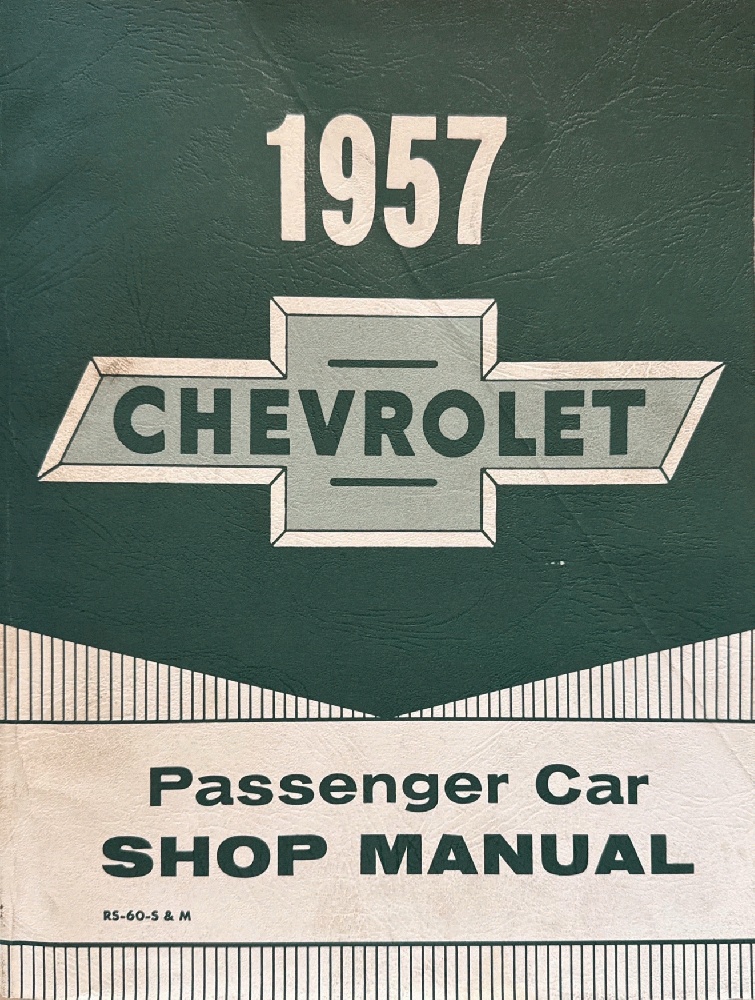 1957
CHEVROLET
Passenger Car
SHOP MANUAL
RS-60-S & M